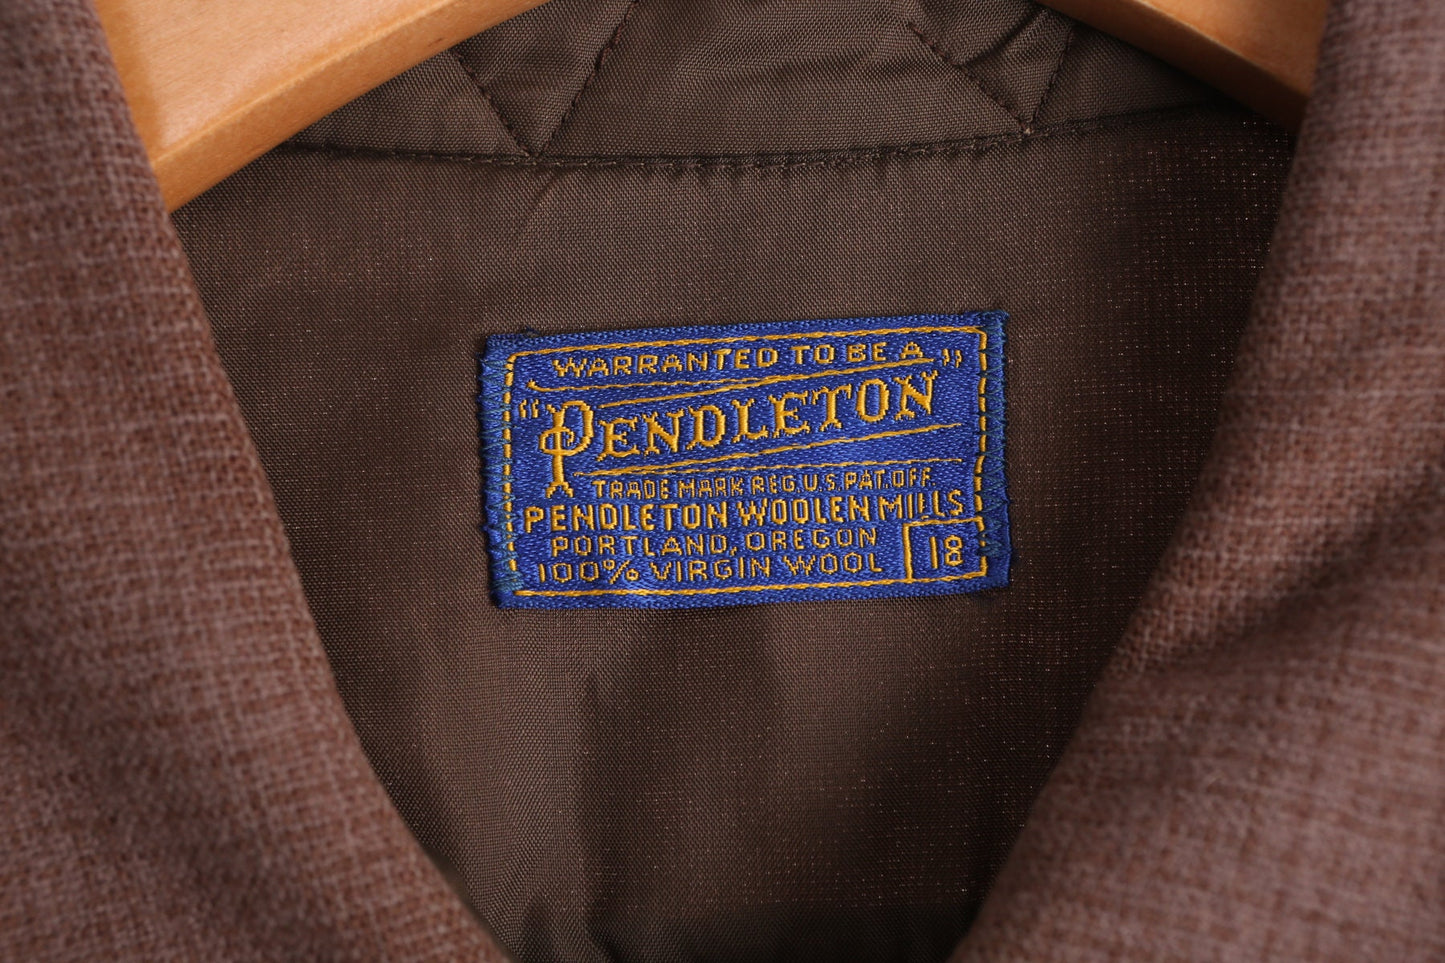 WARRANTED TO BE A
"PENDLETON"
TRADE MARK REG. U.S. PAT. OFF.
PENDLETON WOOLEN MILLS
PORTLAND, OREGON
100% VIRGIN WOOL
18